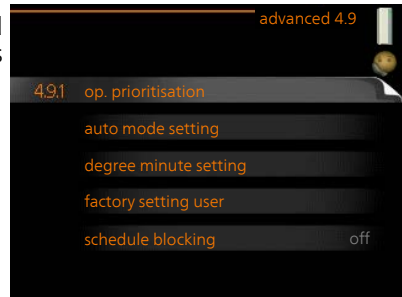 advanced 4.9
4.9.1 op. prioritisation
auto mode setting
degree minute setting
factory setting user
schedule blocking off